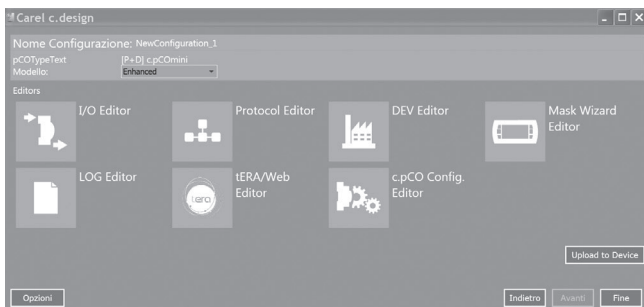 Carel c.design
Nome Configurazione: NewConfiguration_1
pCOTypeText [P+D] c.pCOmini
Modello: Enhanced
Editors
I/O Editor
Protocol Editor
DEV Editor
Mask Wizard
Editor
LOG Editor
tERA/Web
Editor
c.pCO Config.
Editor
tera
Upload to Device
Opzioni Indietro Avanti Fine